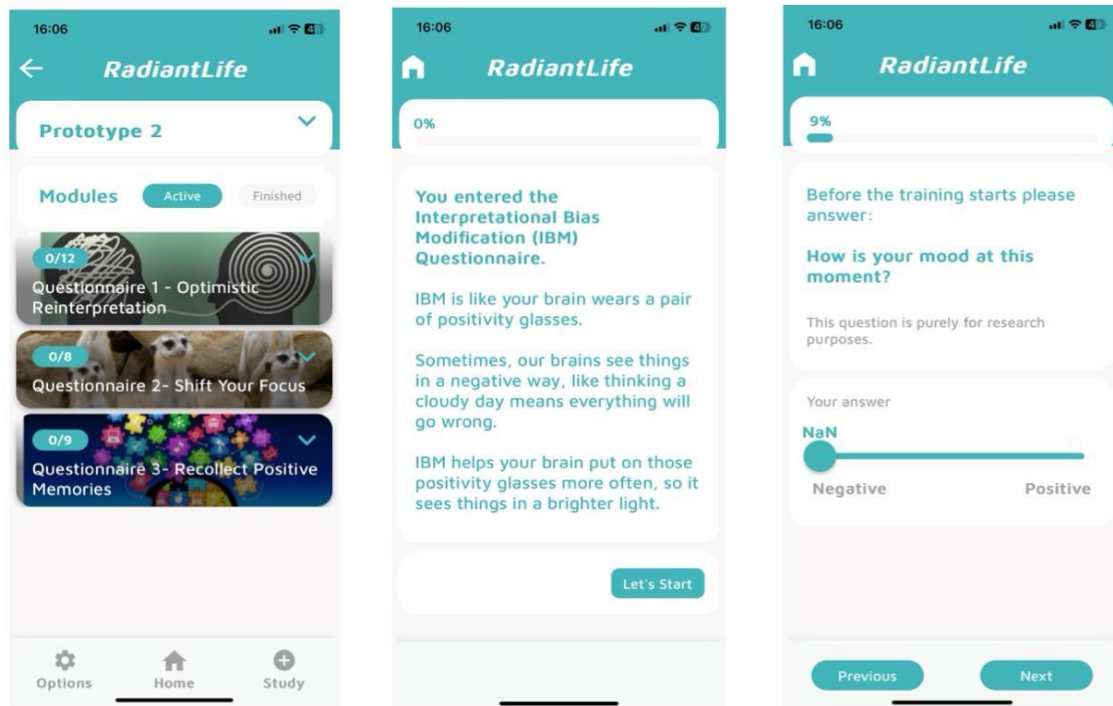 16:06
RadiantLife
Prototype 2
Modules
Active
Finished
0/12
Questionnaire 1 - Optimistic
Reinterpretation
0/8
Questionnaire 2- Shift Your Focus
0/9
Questionnaire 3- Recollect Positive
Memories
Options
Home
Study
16:06
RadiantLife
0%
You entered the
Interpretational Bias
Modification (IBM)
Questionnaire.
IBM is like your brain wears a pair
of positivity glasses.
Sometimes, our brains see things
in a negative way, like thinking a
cloudy day means everything will
go wrong.
IBM helps your brain put on those
positivity glasses more often, so it
sees things in a brighter light.
Let's Start
16:06
RadiantLife
9%
Before the training starts please
answer:
How is your mood at this
moment?
This question is purely for research
purposes.
Your answer
NaN
Negative
Positive
Previous
Next